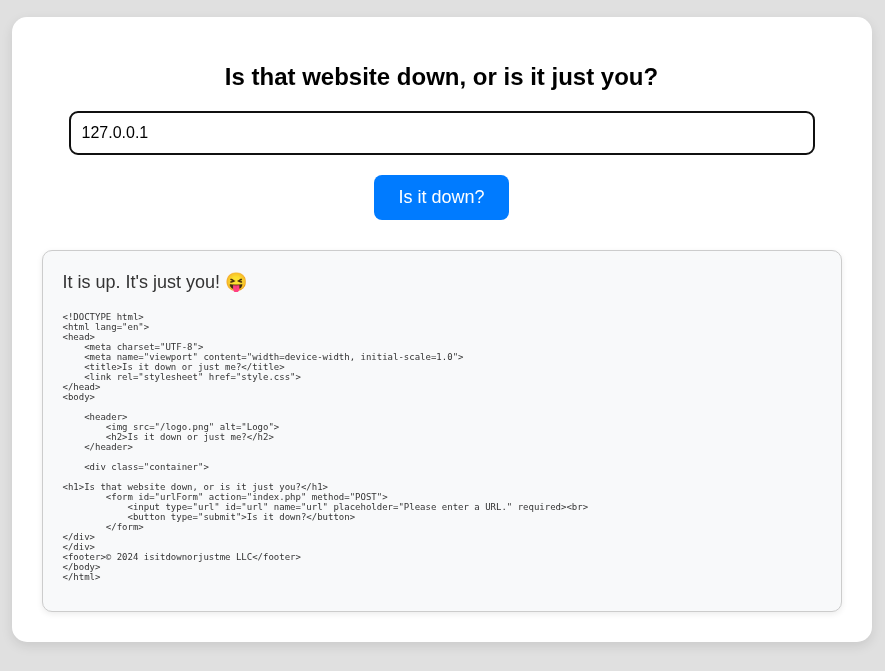 Is that website down, or is it just you?
127.0.0.1
Is it down?
It is up. It's just you! 😝
<!DOCTYPE html>
<html lang="en">
<head>
    <meta charset="UTF-8">
    <meta name="viewport" content="width=device-width, initial-scale=1.0">
    <title>Is it down or just me?</title>
    <link rel="stylesheet" href="style.css">
</head>
<body>

    <header>
        <img src="/logo.png" alt="Logo">
        <h2>Is it down or just me?</h2>
    </header>

    <div class="container">

<h1>Is that website down, or is it just you?</h1>
        <form id="urlForm" action="index.php" method="POST">
            <input type="url" id="url" name="url" placeholder="Please enter a URL." required><br>
            <button type="submit">Is it down?</button>
        </form>
</div>
</div>
<footer>© 2024 isitdownorjustme LLC</footer>
</body>
</html>